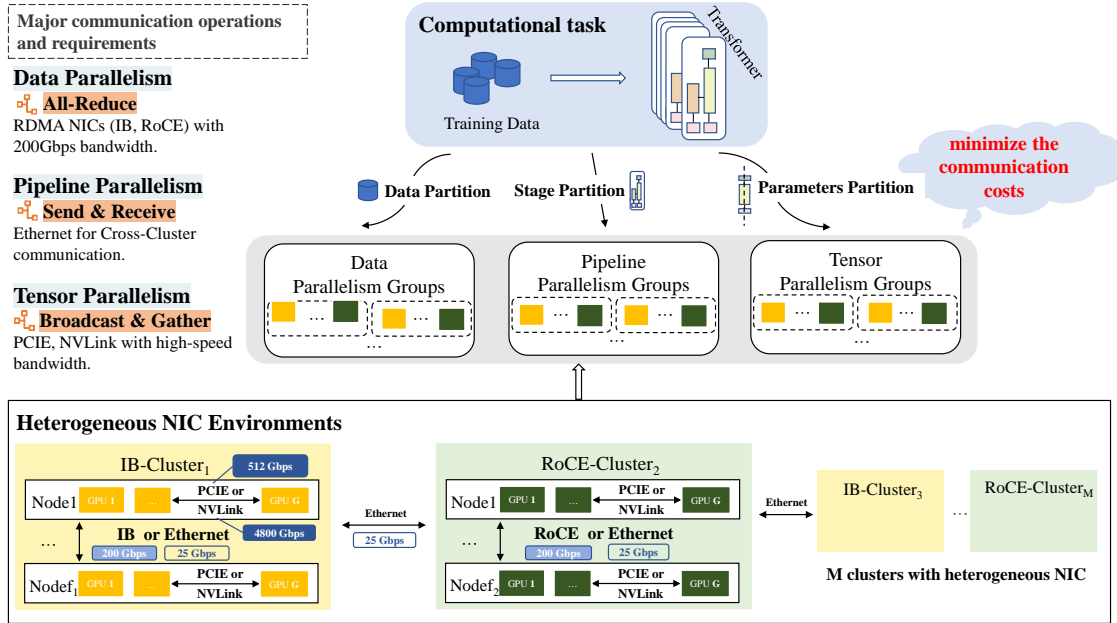 Major communication operations
and requirements
Data Parallelism
All-Reduce
RDMA NICs (IB, RoCE) with
200Gbps bandwidth.
Pipeline Parallelism
Send & Receive
Ethernet for Cross-Cluster
communication.
Tensor Parallelism
Broadcast & Gather
PCIE, NVLink with high-speed
bandwidth.
Computational task
Training Data
Transformer
minimize the
communication
costs
Data Partition
Stage Partition
Parameters Partition
Data
Parallelism Groups
... ...
...
Pipeline
Parallelism Groups
... ...
...
Tensor
Parallelism Groups
... ...
...
Heterogeneous NIC Environments
IB-Cluster1
512 Gbps
Node1 GPU 1 ... PCIE or NVLink GPU G
4800 Gbps
... IB or Ethernet
200 Gbps 25 Gbps
Nodef1 GPU 1 ... PCIE or NVLink GPU G
Ethernet
25 Gbps
RoCE-Cluster2
Node1 GPU 1 ... PCIE or NVLink GPU G
... RoCE or Ethernet
200 Gbps 25 Gbps
Nodef2 GPU 1 ... PCIE or NVLink GPU G
Ethernet
IB-Cluster3 ... RoCE-ClusterM
M clusters with heterogeneous NIC